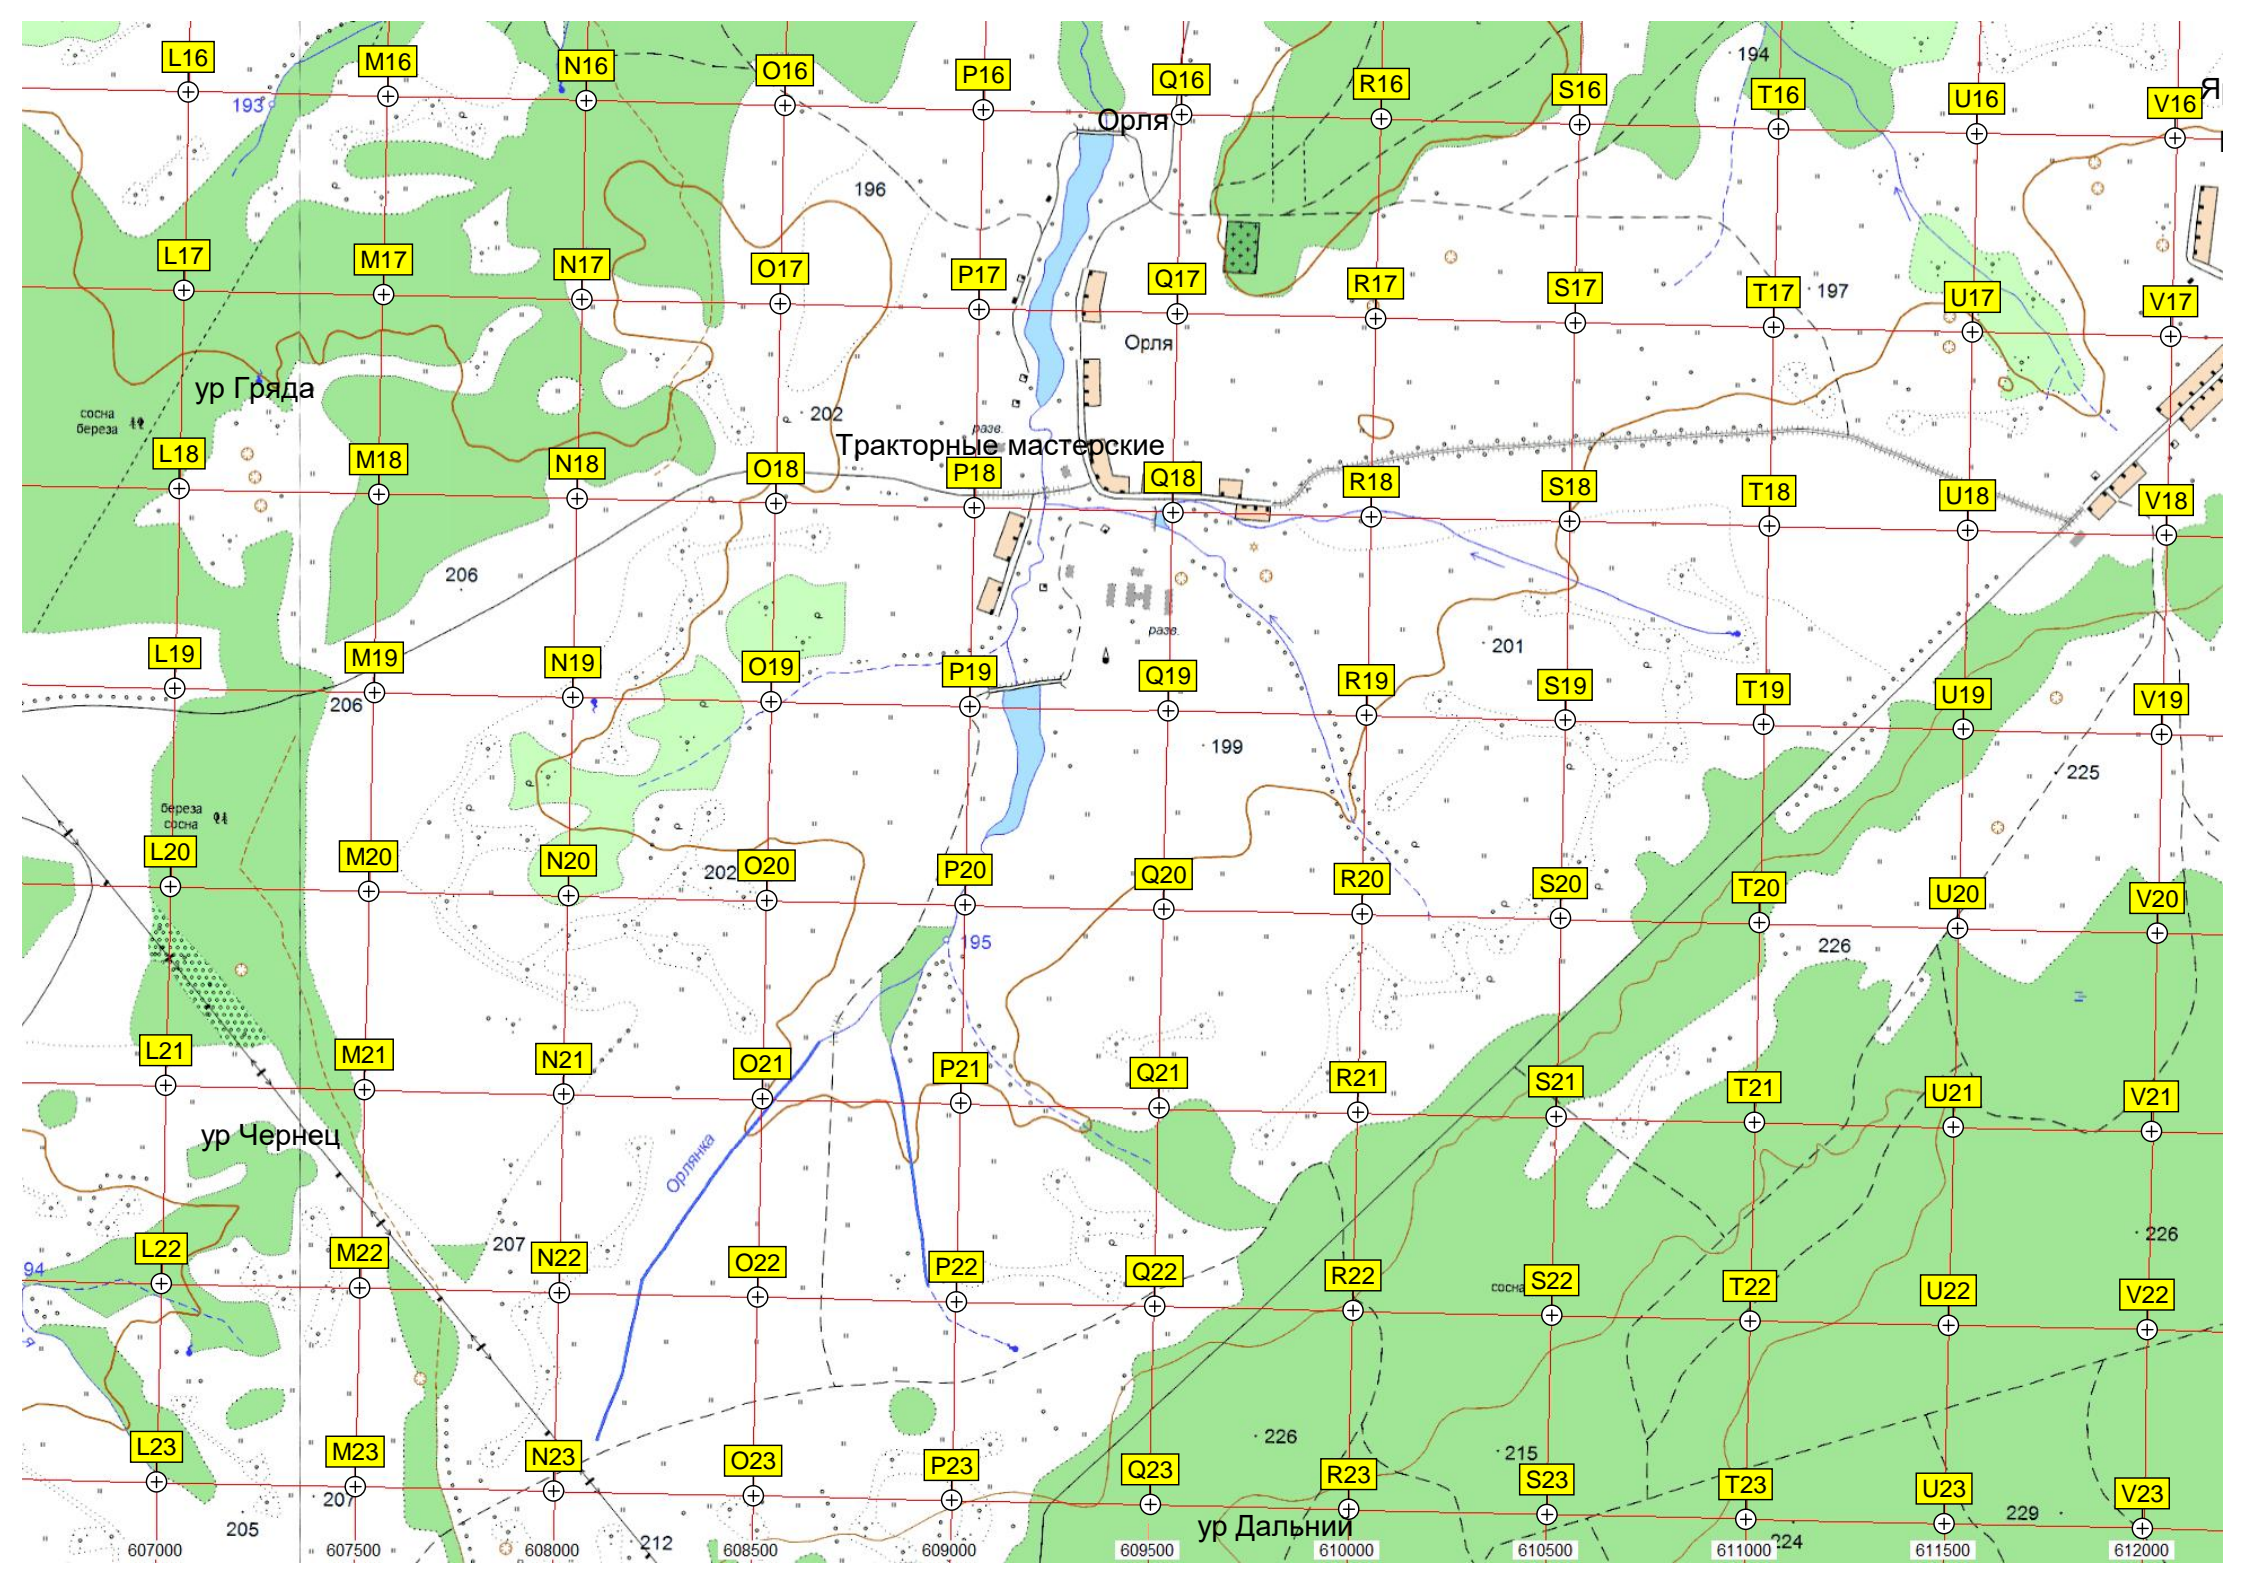 L16 M16 N16 O16 P16 Q16 R16 S16 194 T16 U16 V16 Я
193 Орля
196
L17 M17 N17 O17 P17 Q17 R17 S17 T17 197 U17 V17
Орля
ур Гряда
сосна
береза
202
разв.
Тракторные мастерские
L18 M18 N18 O18 P18 Q18 R18 S18 T18 U18 V18
206
разв.
201
L19 M19 N19 O19 P19 Q19 R19 S19 T19 U19 V19
206
199
225
береза
сосна
L20 M20 N20 202 O20 P20 Q20 R20 S20 T20 U20 V20
195
226
L21 M21 N21 O21 P21 Q21 R21 S21 T21 U21 V21
ур Чернец
Орлянка
207
226
94 L22 M22 N22 O22 P22 Q22 R22 сосна S22 T22 U22 V22
226
215
L23 M23 N23 O23 P23 Q23 R23 S23 T23 U23 V23
207
205
212
ур Дальний
224
229
607000 607500 608000 608500 609000 609500 610000 610500 611000 611500 612000